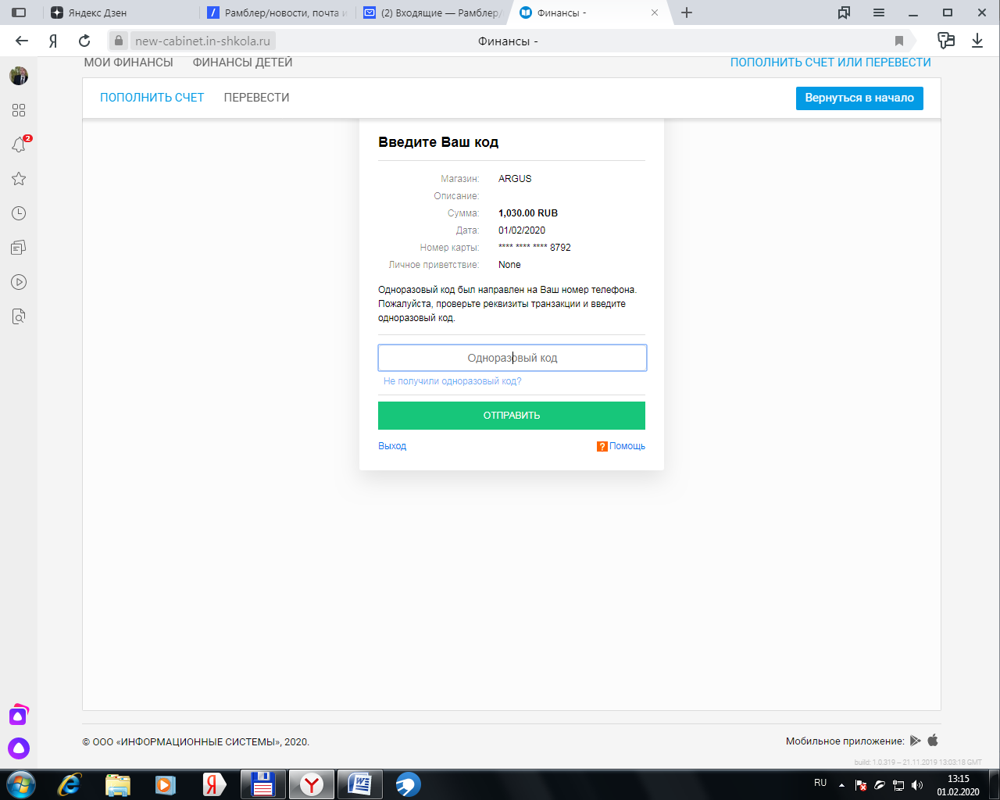 Яндекс Дзен
Рамблер/новости, почта и
(2) Входящие — Рамблер/
Финансы -
Я
new-cabinet.in-shkola.ru
Финансы -
МОИ ФИНАНСЫ
ФИНАНСЫ ДЕТЕЙ
ПОПОЛНИТЬ СЧЕТ ИЛИ ПЕРЕВЕСТИ
2
ПОПОЛНИТЬ СЧЕТ
ПЕРЕВЕСТИ
Вернуться в начало
Введите Ваш код
Магазин: ARGUS
Описание:
Сумма: 1,030.00 RUB
Дата: 01/02/2020
Номер карты: **** **** **** 8792
Личное приветствие: None
Одноразовый код был направлен на Ваш номер телефона.
Пожалуйста, проверьте реквизиты транзакции и введите
одноразовый код.
Одноразовый код
Не получили одноразовый код?
ОТПРАВИТЬ
Выход
? Помощь
© ООО «ИНФОРМАЦИОННЫЕ СИСТЕМЫ», 2020.
Мобильное приложение:
build: 1.0.319 – 21.11.2019 13:03:18 GMT
RU
13:15
01.02.2020